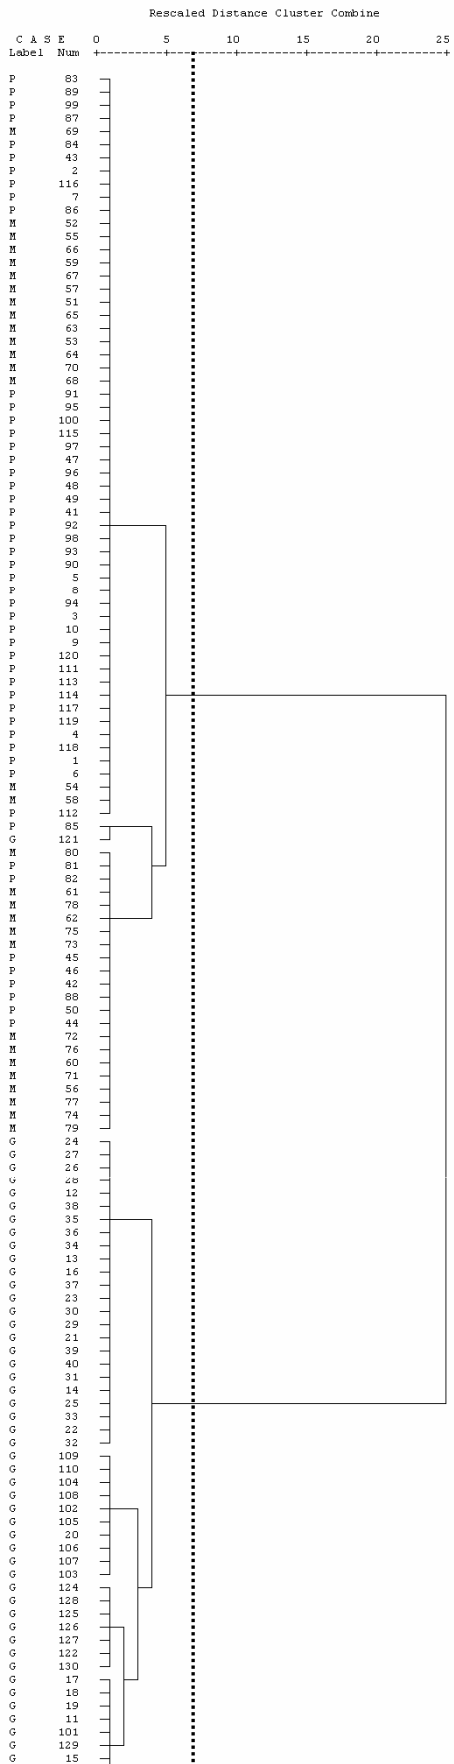 Rescaled Distance Cluster Combine
C A S E 0 5 10 15 20 25
Label Num
P 83
P 89
P 99
P 87
M 69
P 84
P 43
P 2
P 116
P 7
P 86
M 52
M 55
M 66
M 59
M 67
M 57
M 51
M 65
M 63
M 53
M 64
M 70
M 68
P 91
P 95
P 100
P 115
P 97
P 47
P 96
P 48
P 49
P 41
P 92
P 98
P 93
P 90
P 5
P 8
P 94
P 3
P 10
P 9
P 120
P 111
P 113
P 114
P 117
P 119
P 4
P 118
P 1
P 6
M 54
M 58
P 112
P 85
G 121
M 80
P 81
P 82
M 61
M 78
M 62
M 75
M 73
P 45
P 46
P 42
P 88
P 50
P 44
M 72
M 76
M 60
M 71
M 56
M 77
M 74
M 79
G 24
G 27
G 26
G 28
G 12
G 38
G 35
G 36
G 34
G 13
G 16
G 37
G 23
G 30
G 29
G 21
G 39
G 40
G 31
G 14
G 25
G 33
G 22
G 32
G 109
G 110
G 104
G 108
G 102
G 105
G 20
G 106
G 107
G 103
G 124
G 128
G 125
G 126
G 127
G 122
G 130
G 17
G 18
G 19
G 11
G 101
G 129
G 15